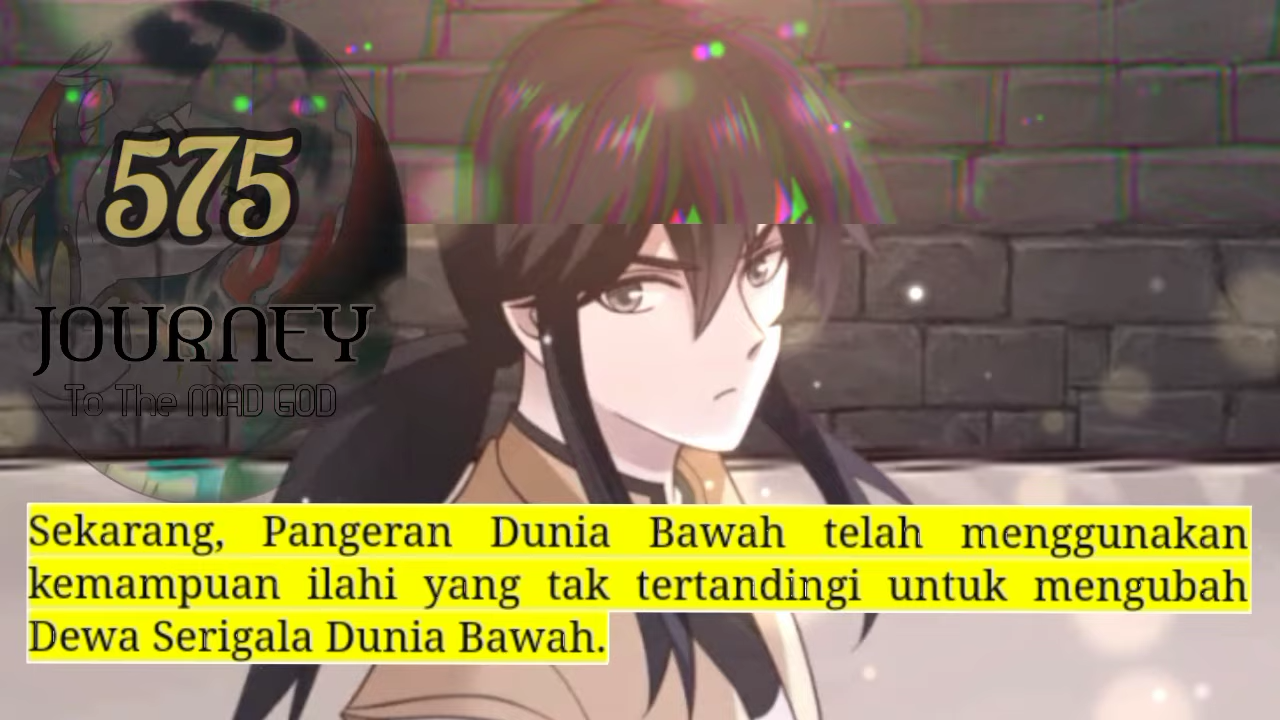 575
JOURNEY
To The MAD GOD
Sekarang, Pangeran Dunia Bawah telah menggunakan
kemampuan ilahi yang tak tertandingi untuk mengubah
Dewa Serigala Dunia Bawah.